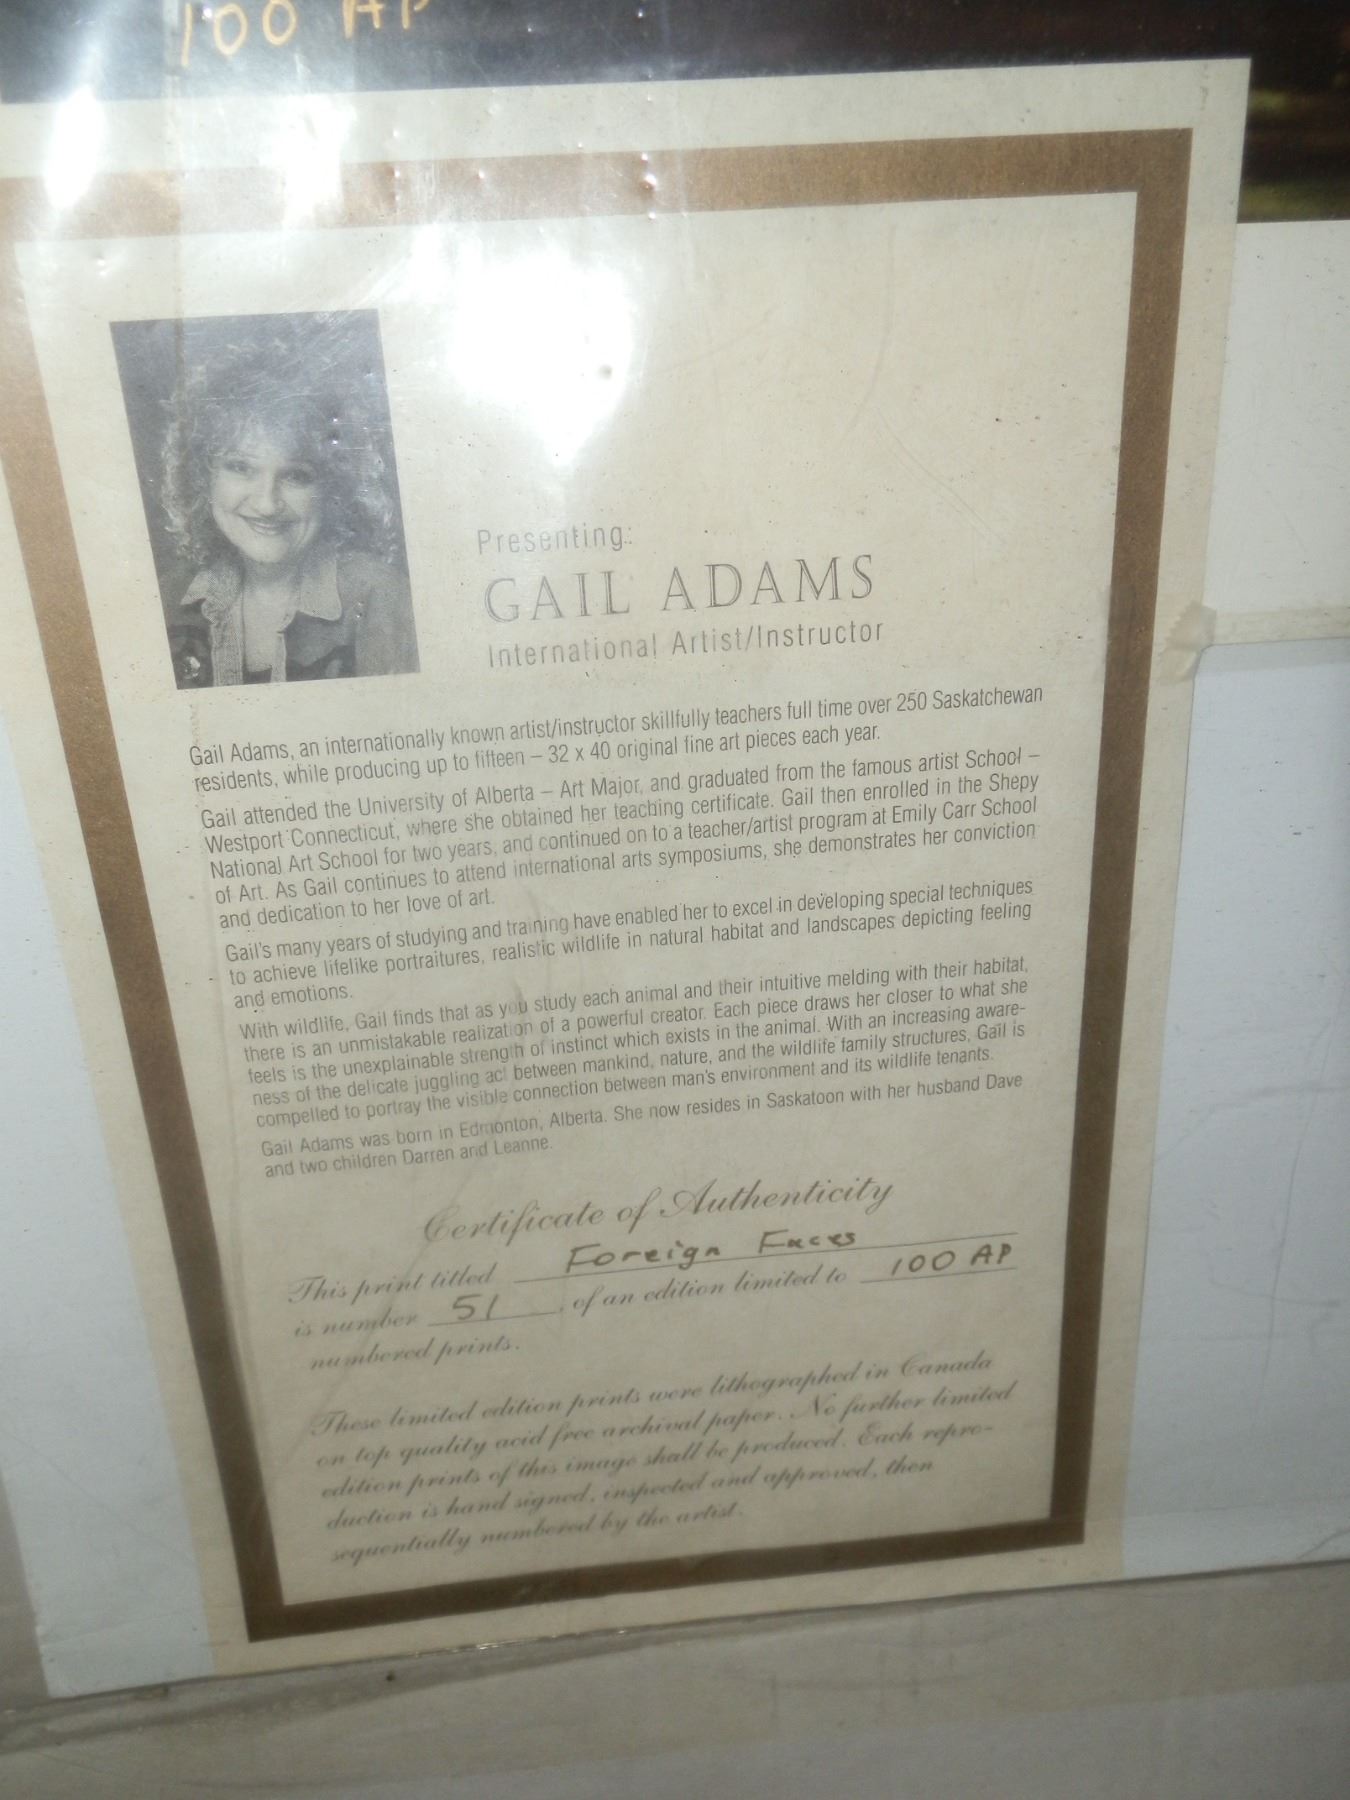 100 AP
Presenting:
GAIL ADAMS
International Artist/Instructor
Gail Adams, an internationally known artist/instructor skillfully teachers full time over 250 Saskatchewan
residents, while producing up to fifteen – 32 x 40 original fine art pieces each year.
Gail attended the University of Alberta – Art Major, and graduated from the famous artist School –
Westport Connecticut, where she obtained her teaching certificate. Gail then enrolled in the Shepy
National Art School for two years, and continued on to a teacher/artist program at Emily Carr School
of Art. As Gail continues to attend international arts symposiums, she demonstrates her conviction
and dedication to her love of art.
Gail's many years of studying and training have enabled her to excel in developing special techniques
to achieve lifelike portraitures, realistic wildlife in natural habitat and landscapes depicting feeling
and emotions.
With wildlife, Gail finds that as you study each animal and their intuitive melding with their habitat,
there is an unmistakable realization of a powerful creator. Each piece draws her closer to what she
feels is the unexplainable strength of instinct which exists in the animal. With an increasing aware-
ness of the delicate juggling act between mankind, nature, and the wildlife family structures, Gail is
compelled to portray the visible connection between man's environment and its wildlife tenants.
Gail Adams was born in Edmonton, Alberta. She now resides in Saskatoon with her husband Dave
and two children Darren and Leanne.
Certificate of Authenticity
This print titled Foreign Faces
is number 51, of an edition limited to 100 AP
numbered prints.
These limited edition prints were lithographed in Canada
on top quality acid free archival paper. No further limited
edition prints of this image shall be produced. Each repro-
duction is hand signed, inspected and approved, then
sequentially numbered by the artist.